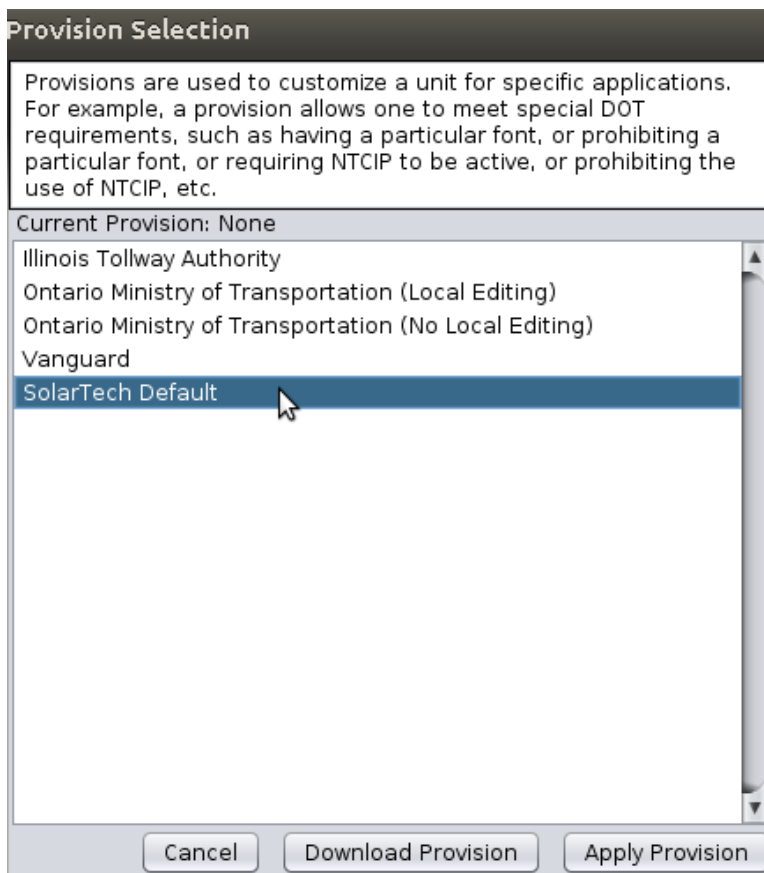 Provision Selection
Provisions are used to customize a unit for specific applications.
For example, a provision allows one to meet special DOT
requirements, such as having a particular font, or prohibiting a
particular font, or requiring NTCIP to be active, or prohibiting the
use of NTCIP, etc.
Current Provision: None
Illinois Tollway Authority
Ontario Ministry of Transportation (Local Editing)
Ontario Ministry of Transportation (No Local Editing)
Vanguard
SolarTech Default
Cancel Download Provision Apply Provision